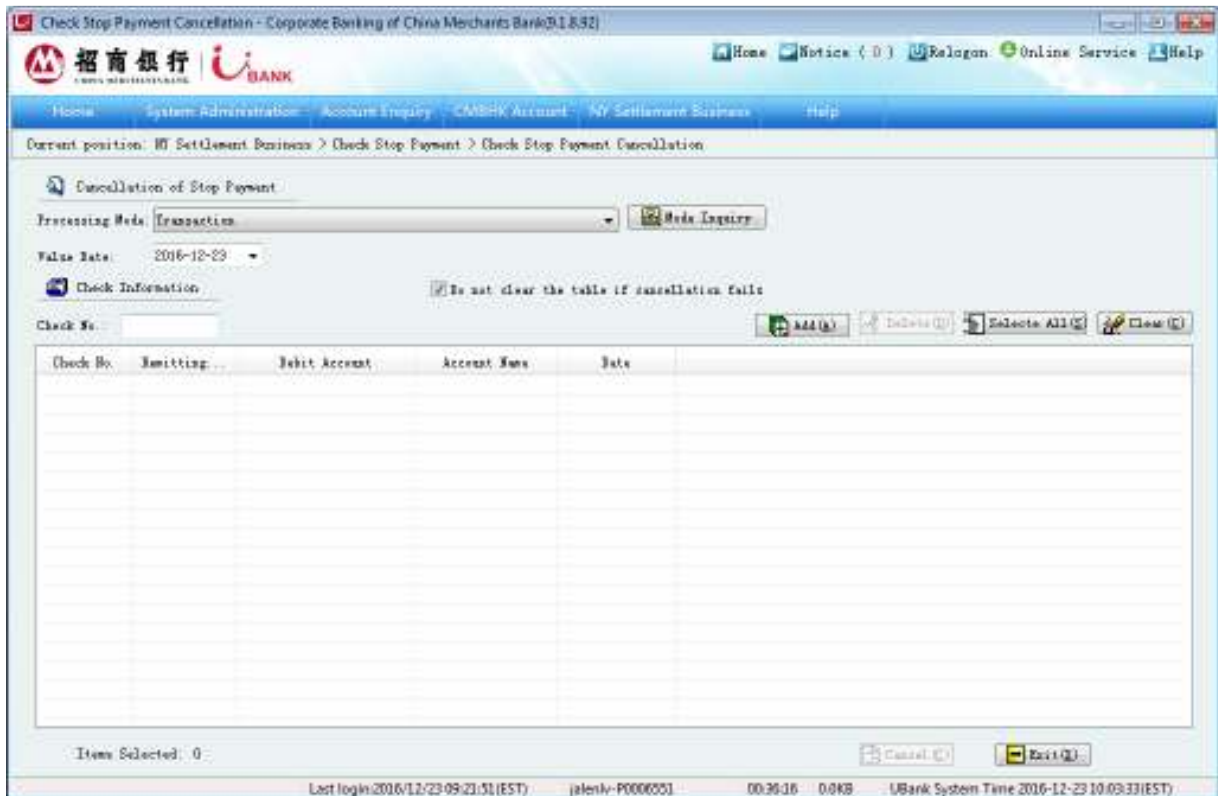 Check Stop Payment Cancellation - Corporate Banking of China Merchants Bank(9.1.8.92)
招商银行 BANK
CHINA MERCHANTS BANK
Home Notice ( 0 ) Relogon Online Service Help
Home System Administration Account Enquiry CMBHK Account NY Settlement Business Help
Current position: NY Settlement Business > Check Stop Payment > Check Stop Payment Cancellation
Cancellation of Stop Payment
Processing Mode: Transaction Mode Inquiry
Value Date: 2016-12-23
Check Information Do not clear the table if cancellation fails
Check No.: Add(A) Delete(D) Selecte All(S) Clear(E)
Check No. Remitting... Debit Account Account Name Date
Items Selected: 0 Cancel(C) Exit(X)
Last login:2016/12/23 09:21:51(EST) jalenlv-P0006551 00:36:16 0.0KB UBank System Time 2016-12-23 10:03:33(EST)